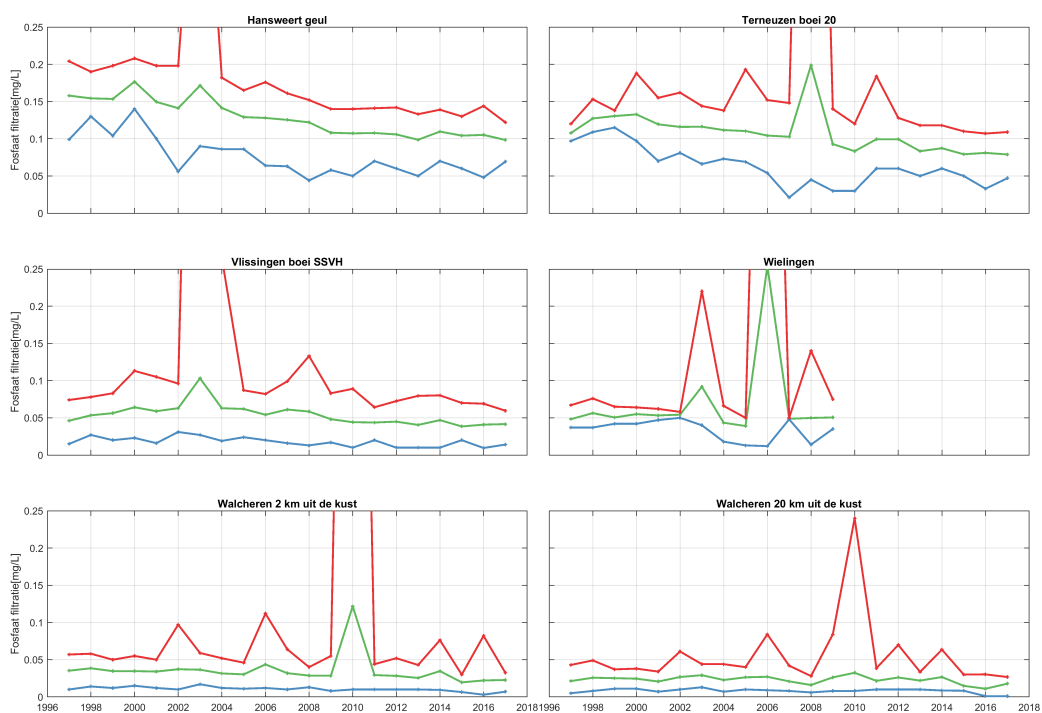 Hansweert geul
Terneuzen boei 20
0.25
0.2
0.15
0.1
0.05
0
Fosfaat filtratie[mg/L]
Vlissingen boei SSVH
Wielingen
0.25
0.2
0.15
0.1
0.05
0
Fosfaat filtratie[mg/L]
Walcheren 2 km uit de kust
Walcheren 20 km uit de kust
0.25
0.2
0.15
0.1
0.05
0
Fosfaat filtratie[mg/L]
1996 1998 2000 2002 2004 2006 2008 2010 2012 2014 2016 2018
1996 1998 2000 2002 2004 2006 2008 2010 2012 2014 2016 2018